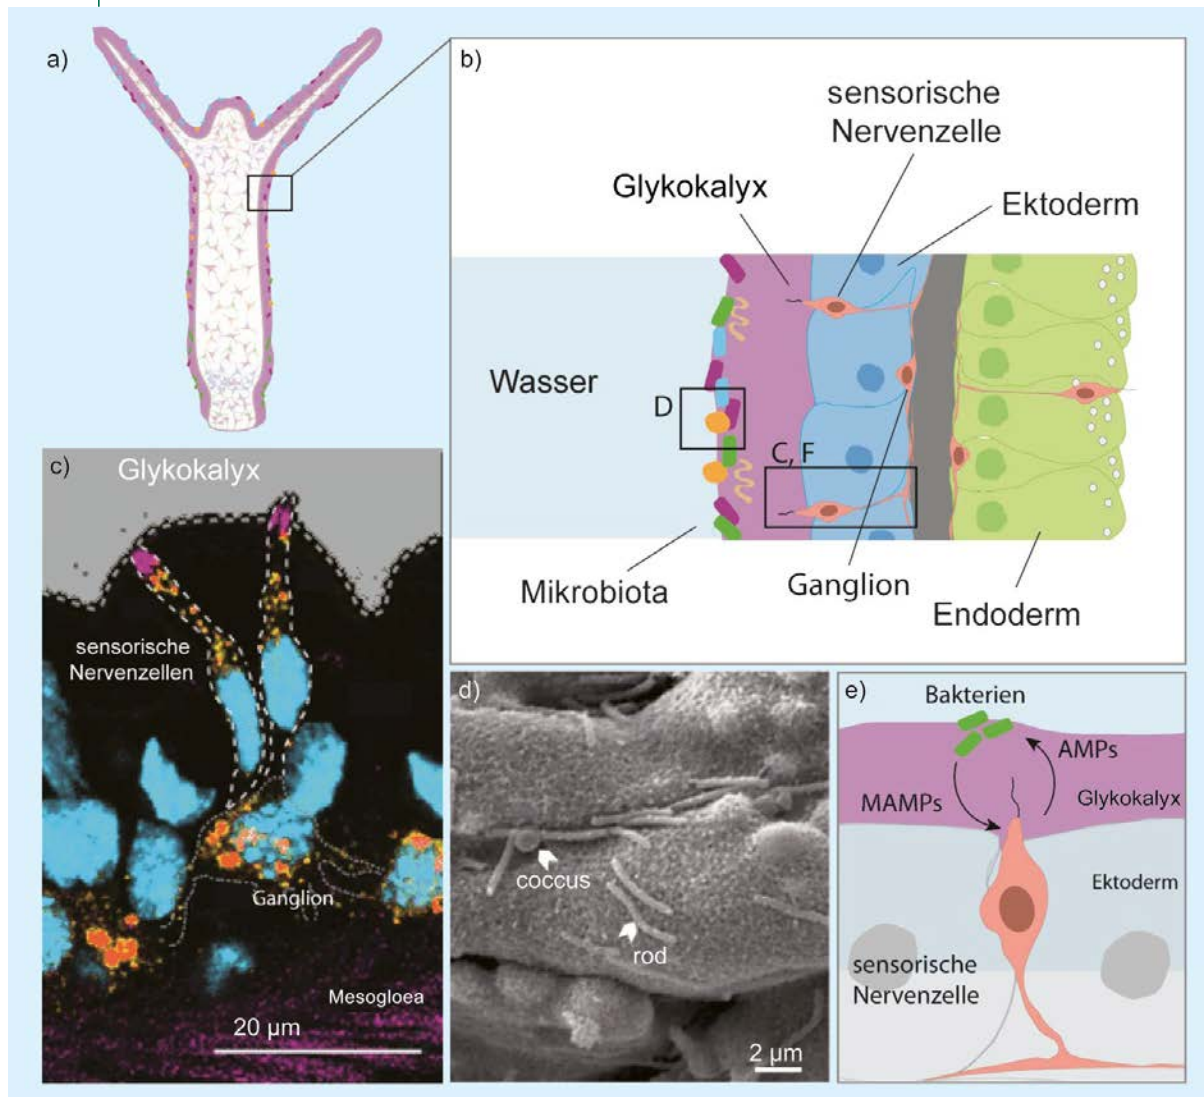 a)
b)
sensorische
Nervenzelle
Glykokalyx
Ektoderm
Wasser
D
C, F
Mikrobiota
Ganglion
Endoderm
c)
Glykokalyx
sensorische
Nervenzellen
Ganglion
Mesogloea
20 µm
d)
coccus
rod
2 µm
e)
Bakterien
AMPs
MAMPs
Glykokalyx
Ektoderm
sensorische
Nervenzelle